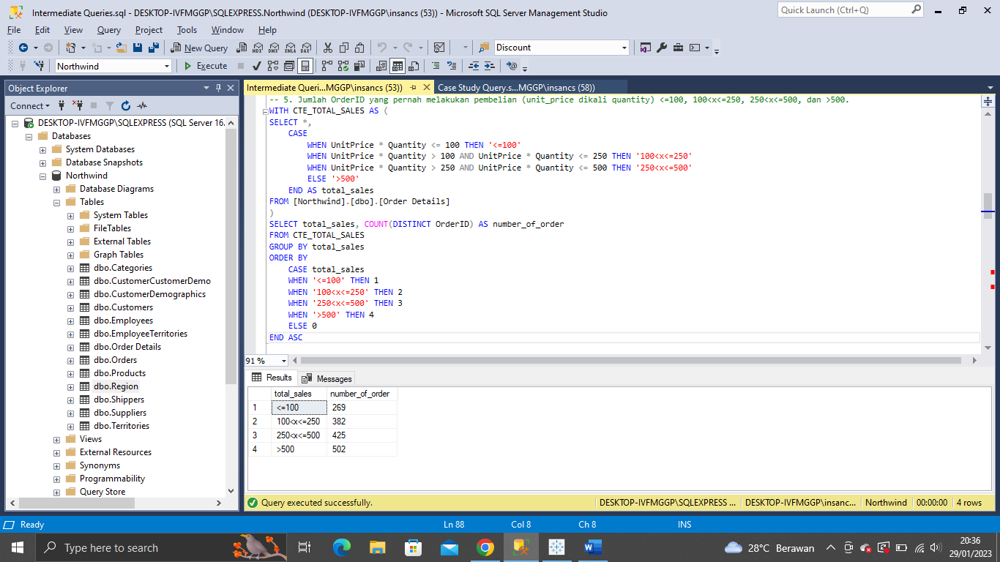 Intermediate Queries.sql - DESKTOP-IVFMGGP\SQLEXPRESS.Northwind (DESKTOP-IVFMGGP\insancs (53)) - Microsoft SQL Server Management Studio
Quick Launch (Ctrl+Q)
File Edit View Query Project Tools Window Help
New Query MDX DMX XMLA DAX Discount
Northwind Execute
Object Explorer
Intermediate Queri...MGGP\insancs (53)) Case Study Query.s...MGGP\insancs (58))
Connect
DESKTOP-IVFMGGP\SQLEXPRESS (SQL Server 16.
Databases
System Databases
Database Snapshots
Northwind
Database Diagrams
Tables
System Tables
FileTables
External Tables
Graph Tables
dbo.Categories
dbo.CustomerCustomerDemo
dbo.CustomerDemographics
dbo.Customers
dbo.Employees
dbo.EmployeeTerritories
dbo.Order Details
dbo.Orders
dbo.Products
dbo.Region
dbo.Shippers
dbo.Suppliers
dbo.Territories
Views
External Resources
Synonyms
Programmability
Query Store
-- 5. Jumlah OrderID yang pernah melakukan pembelian (unit_price dikali quantity) <=100, 100<x<=250, 250<x<=500, dan >500.
WITH CTE_TOTAL_SALES AS (
SELECT *,
CASE
WHEN UnitPrice * Quantity <= 100 THEN '<=100'
WHEN UnitPrice * Quantity > 100 AND UnitPrice * Quantity <= 250 THEN '100<x<=250'
WHEN UnitPrice * Quantity > 250 AND UnitPrice * Quantity <= 500 THEN '250<x<=500'
ELSE '>500'
END AS total_sales
FROM [Northwind].[dbo].[Order Details]
)
SELECT total_sales, COUNT(DISTINCT OrderID) AS number_of_order
FROM CTE_TOTAL_SALES
GROUP BY total_sales
ORDER BY
CASE total_sales
WHEN '<=100' THEN 1
WHEN '100<x<=250' THEN 2
WHEN '250<x<=500' THEN 3
WHEN '>500' THEN 4
ELSE 0
END ASC
91 %
Results Messages
total_sales number_of_order
1 <=100 269
2 100<x<=250 382
3 250<x<=500 425
4 >500 502
Query executed successfully. DESKTOP-IVFMGGP\SQLEXPRESS ... DESKTOP-IVFMGGP\insanc... Northwind 00:00:00 4 rows
Ready Ln 88 Col 8 Ch 8 INS
Type here to search 28°C Berawan 20:36
29/01/2023